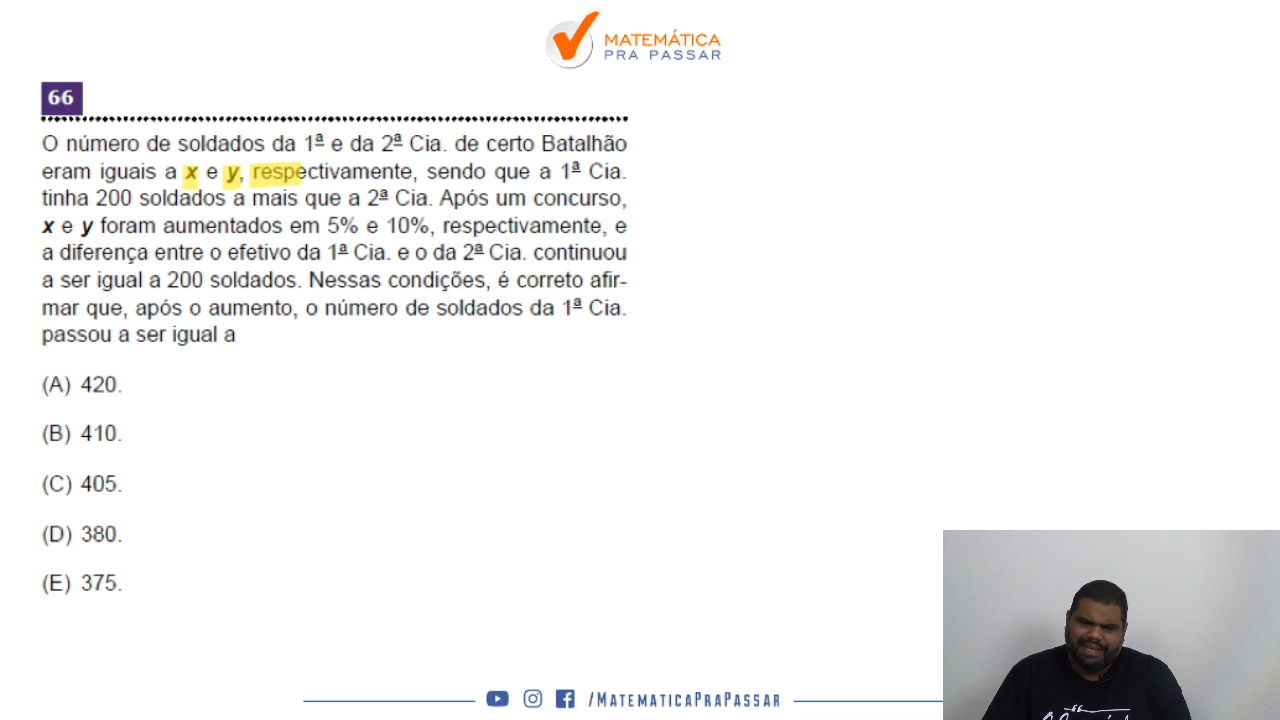 MATEMÁTICA
PRA PASSAR
66
O número de soldados da 1ª e da 2ª Cia. de certo Batalhão
eram iguais a x e y, respectivamente, sendo que a 1ª Cia.
tinha 200 soldados a mais que a 2ª Cia. Após um concurso,
x e y foram aumentados em 5% e 10%, respectivamente, e
a diferença entre o efetivo da 1ª Cia. e o da 2ª Cia. continuou
a ser igual a 200 soldados. Nessas condições, é correto afir-
mar que, após o aumento, o número de soldados da 1ª Cia.
passou a ser igual a
(A) 420.
(B) 410.
(C) 405.
(D) 380.
(E) 375.
/MATEMATICAPRAPASSAR